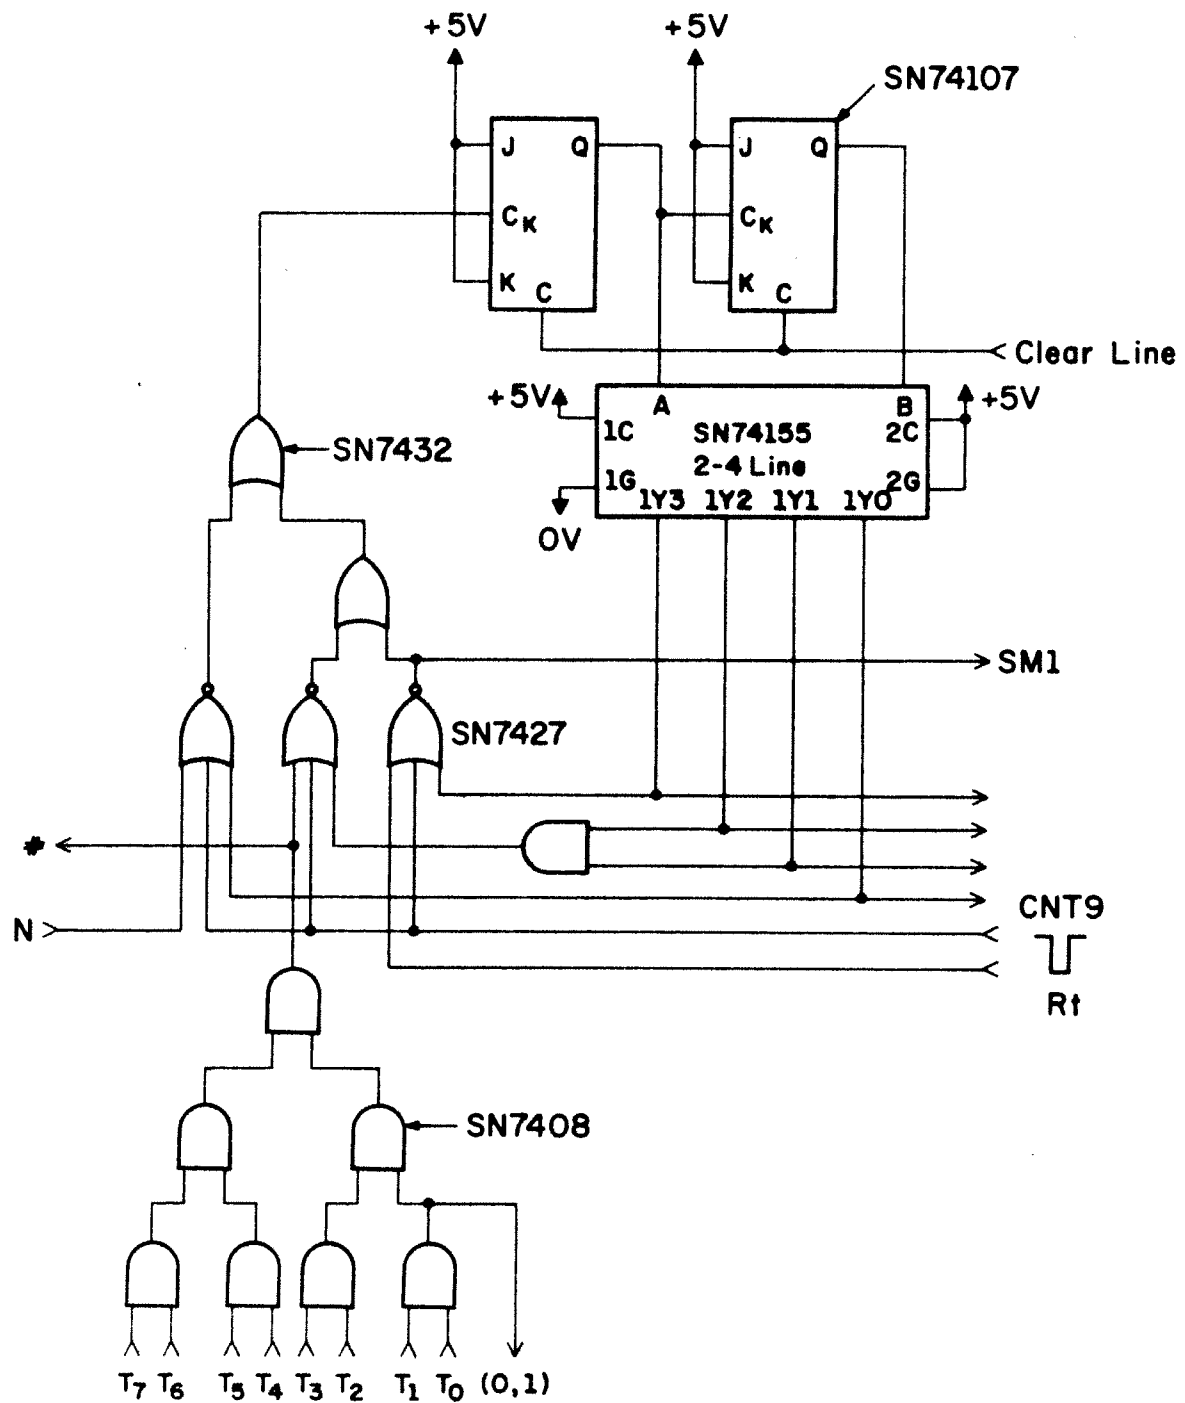 +5V +5V
SN74107
J Q J Q
CK CK
K C K C
Clear Line
+5V A B +5V
1C SN74155 2C
2-4 Line
1G 2G
1Y3 1Y2 1Y1 1Y0
0V
SN7432
SM1
SN7427
#
N
CNT9
Rt
SN7408
T7 T6 T5 T4 T3 T2 T1 T0 (0,1)